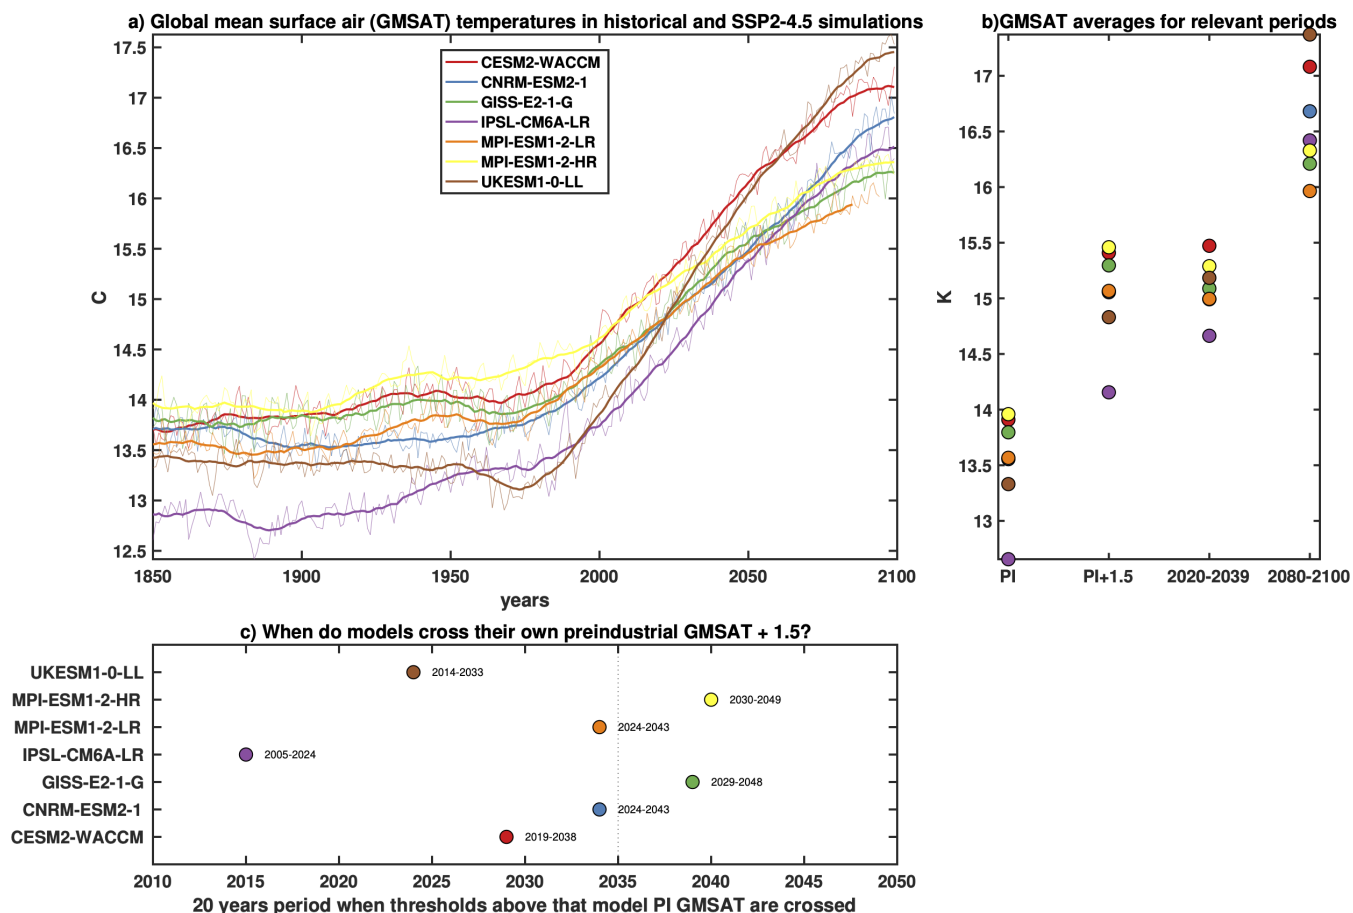 a) Global mean surface air (GMSAT) temperatures in historical and SSP2-4.5 simulations
17.5
17
16.5
16
15.5
15
14.5
14
13.5
13
12.5
C
CESM2-WACCM
CNRM-ESM2-1
GISS-E2-1-G
IPSL-CM6A-LR
MPI-ESM1-2-LR
MPI-ESM1-2-HR
UKESM1-0-LL
1850 1900 1950 2000 2050 2100
years
b)GMSAT averages for relevant periods
17
16.5
16
15.5
15
14.5
14
13.5
13
K
PI PI+1.5 2020-2039 2080-2100
c) When do models cross their own preindustrial GMSAT + 1.5?
UKESM1-0-LL 2014-2033
MPI-ESM1-2-HR 2030-2049
MPI-ESM1-2-LR 2024-2043
IPSL-CM6A-LR 2005-2024
GISS-E2-1-G 2029-2048
CNRM-ESM2-1 2024-2043
CESM2-WACCM 2019-2038
2010 2015 2020 2025 2030 2035 2040 2045 2050
20 years period when thresholds above that model PI GMSAT are crossed